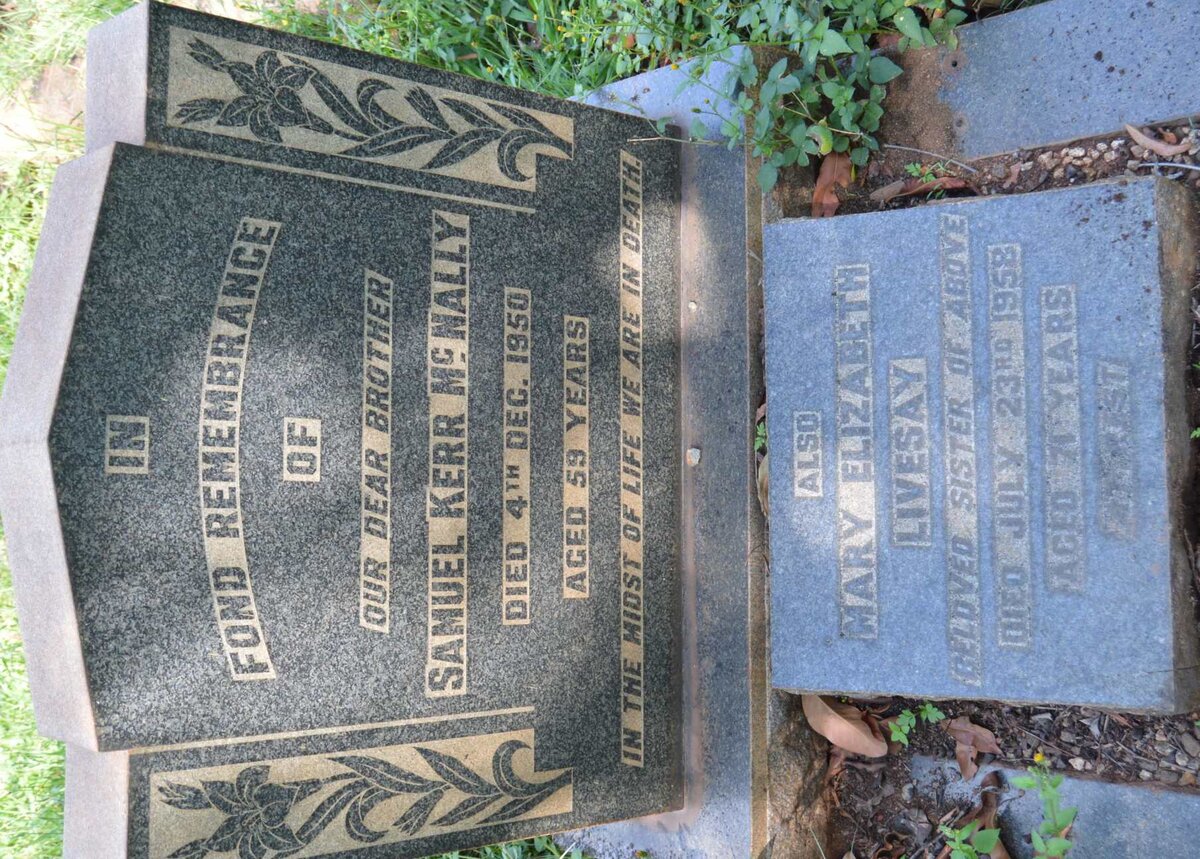 IN
FOND REMEMBRANCE
OF
OUR DEAR BROTHER
SAMUEL KERR McNALLY
DIED 4TH DEC. 1950
AGED 59 YEARS
IN THE MIDST OF LIFE WE ARE IN DEATH
ALSO
MARY ELIZABETH
LIVESAY
BELOVED SISTER OF ABOVE
DIED JULY 23RD 1958
AGED 71 YEARS
AT REST